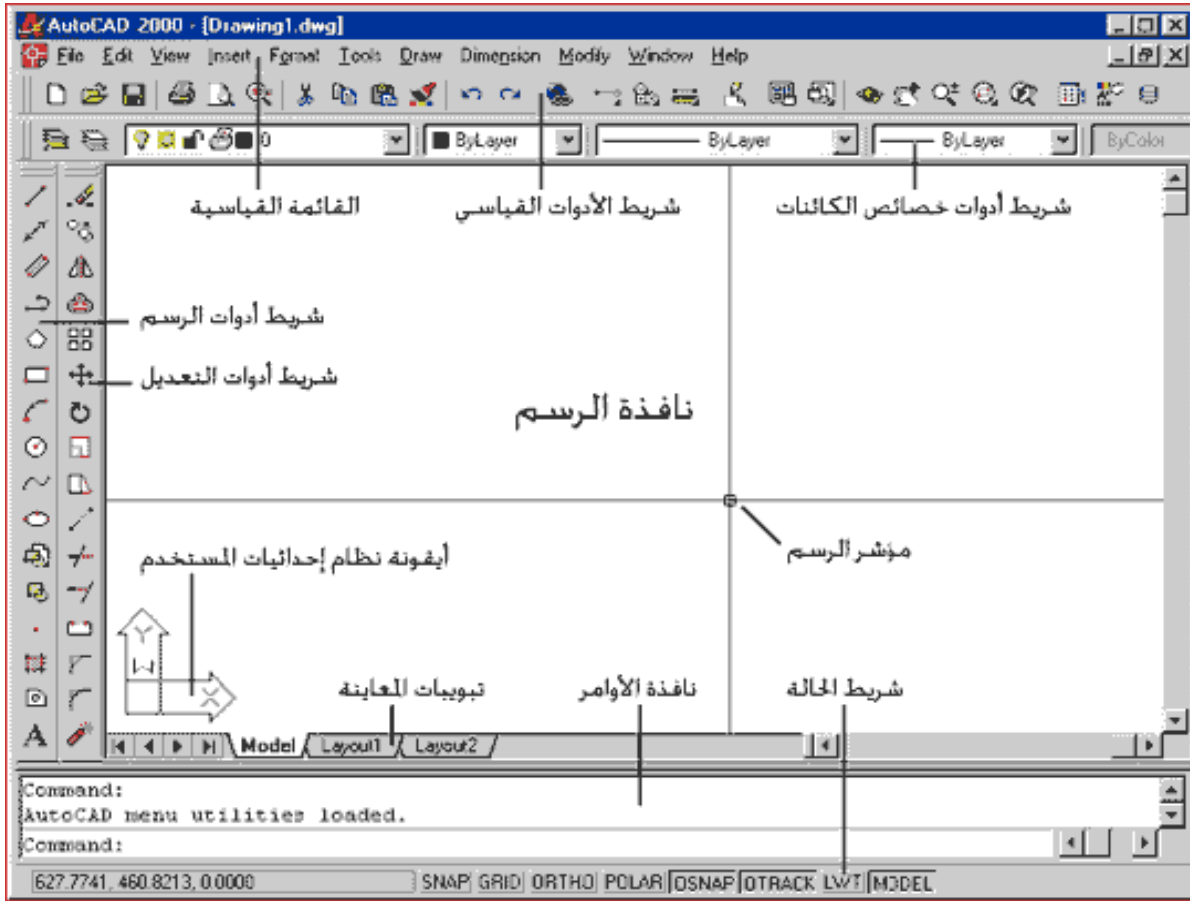 AutoCAD 2000 - [Drawing1.dwg]
File Edit View Insert Format Tools Draw Dimension Modify Window Help
0 ByLayer ByLayer ByLayer ByColor
القائمة القياسية
شريط الأدوات القياسي
شريط أدوات خصائص الكائنات
شريط أدوات الرسم
شريط أدوات التعديل
نافذة الرسم
مؤشر الرسم
أيقونة نظام إحداثيات المستخدم
Y
W
X
تبويبات المعاينة
نافذة الأوامر
شريط الحالة
Model Layout1 Layout2
Command:
AutoCAD menu utilities loaded.
Command:
627.7741, 460.8213, 0.0000 SNAP GRID ORTHO POLAR OSNAP OTRACK LWT MODEL